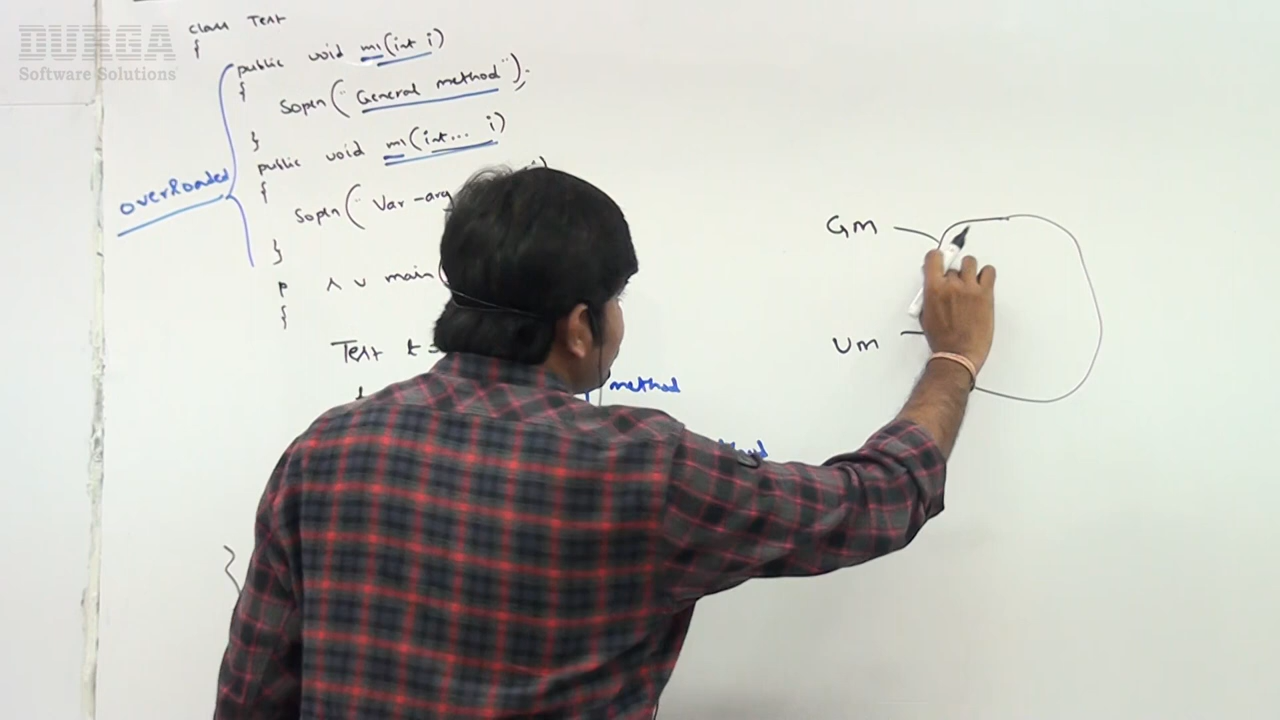 DURGA
Software Solutions
class Test
{
public void m1(int i)
{
Sopln("General method");
}
public void m1(int... i)
{
Sopln("Var-arg
}
overloaded
p s v main(
{
Test t =
method
GM
VM